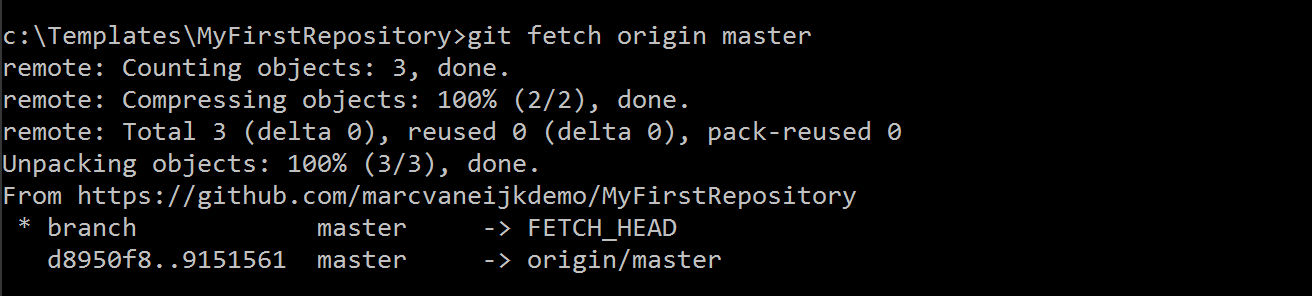 c:\Templates\MyFirstRepository>git fetch origin master
remote: Counting objects: 3, done.
remote: Compressing objects: 100% (2/2), done.
remote: Total 3 (delta 0), reused 0 (delta 0), pack-reused 0
Unpacking objects: 100% (3/3), done.
From https://github.com/marcvaneijkdemo/MyFirstRepository
 * branch            master     -> FETCH_HEAD
   d8950f8..9151561  master     -> origin/master